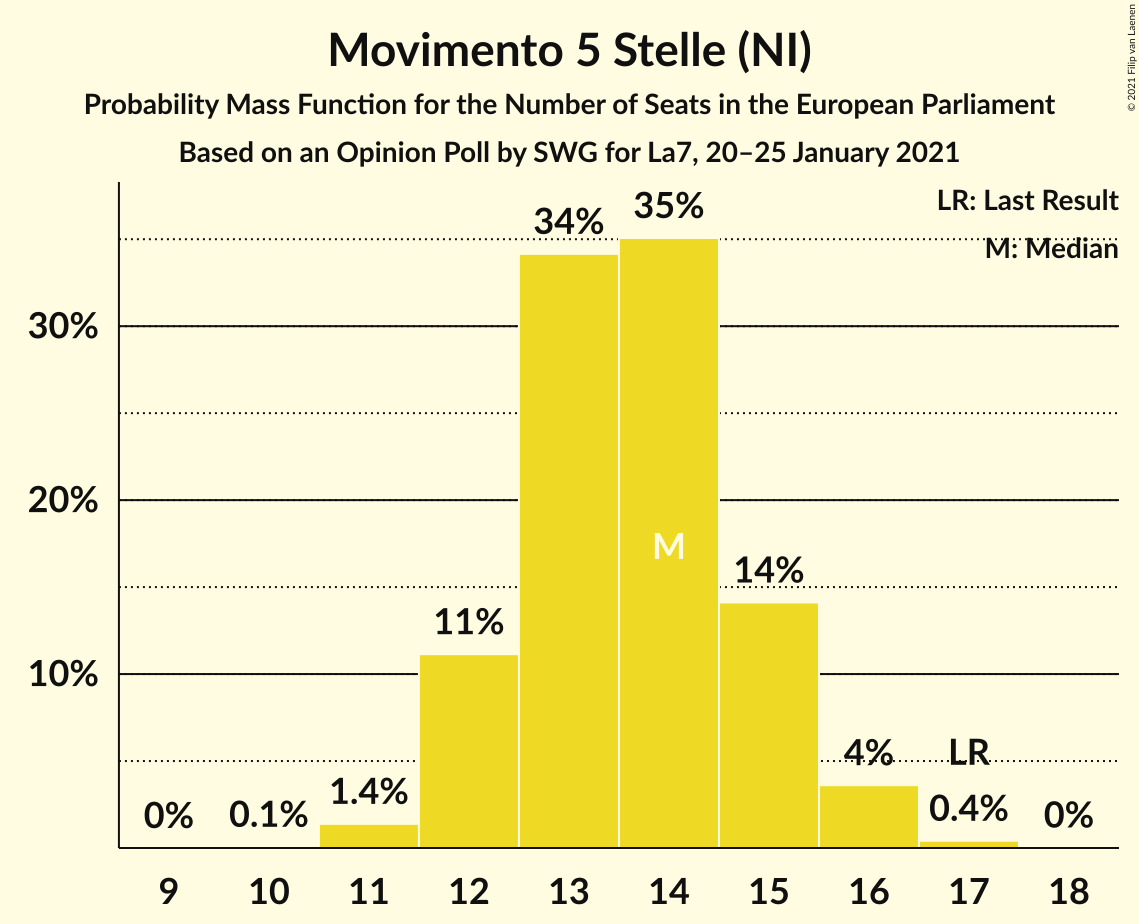 Movimento 5 Stelle (NI)
Probability Mass Function for the Number of Seats in the European Parliament
Based on an Opinion Poll by SWG for La7, 20–25 January 2021
© 2021 Filip van Laenen
LR: Last Result
M: Median
30%
20%
10%
0%
0.1%
1.4%
11%
34%
35%
M
14%
4%
LR
0.4%
0%
9 10 11 12 13 14 15 16 17 18